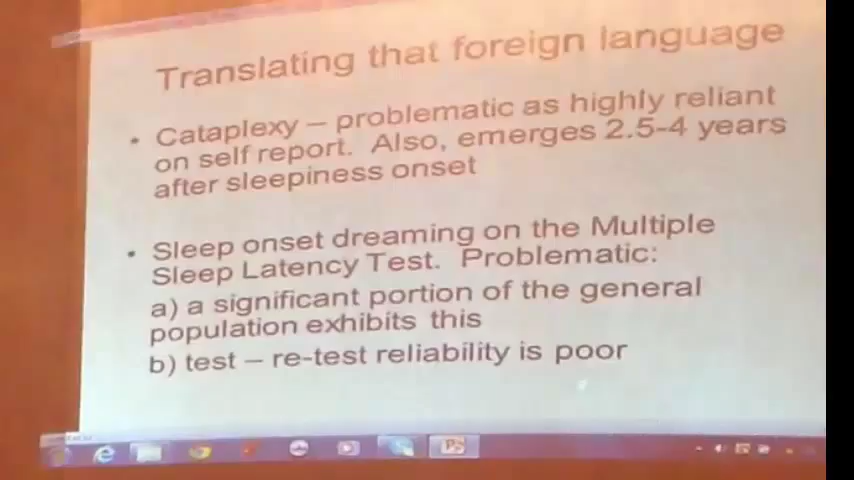 Translating that foreign language
• Cataplexy – problematic as highly reliant
on self report. Also, emerges 2.5-4 years
after sleepiness onset
• Sleep onset dreaming on the Multiple
Sleep Latency Test. Problematic:
a) a significant portion of the general
population exhibits this
b) test – re-test reliability is poor